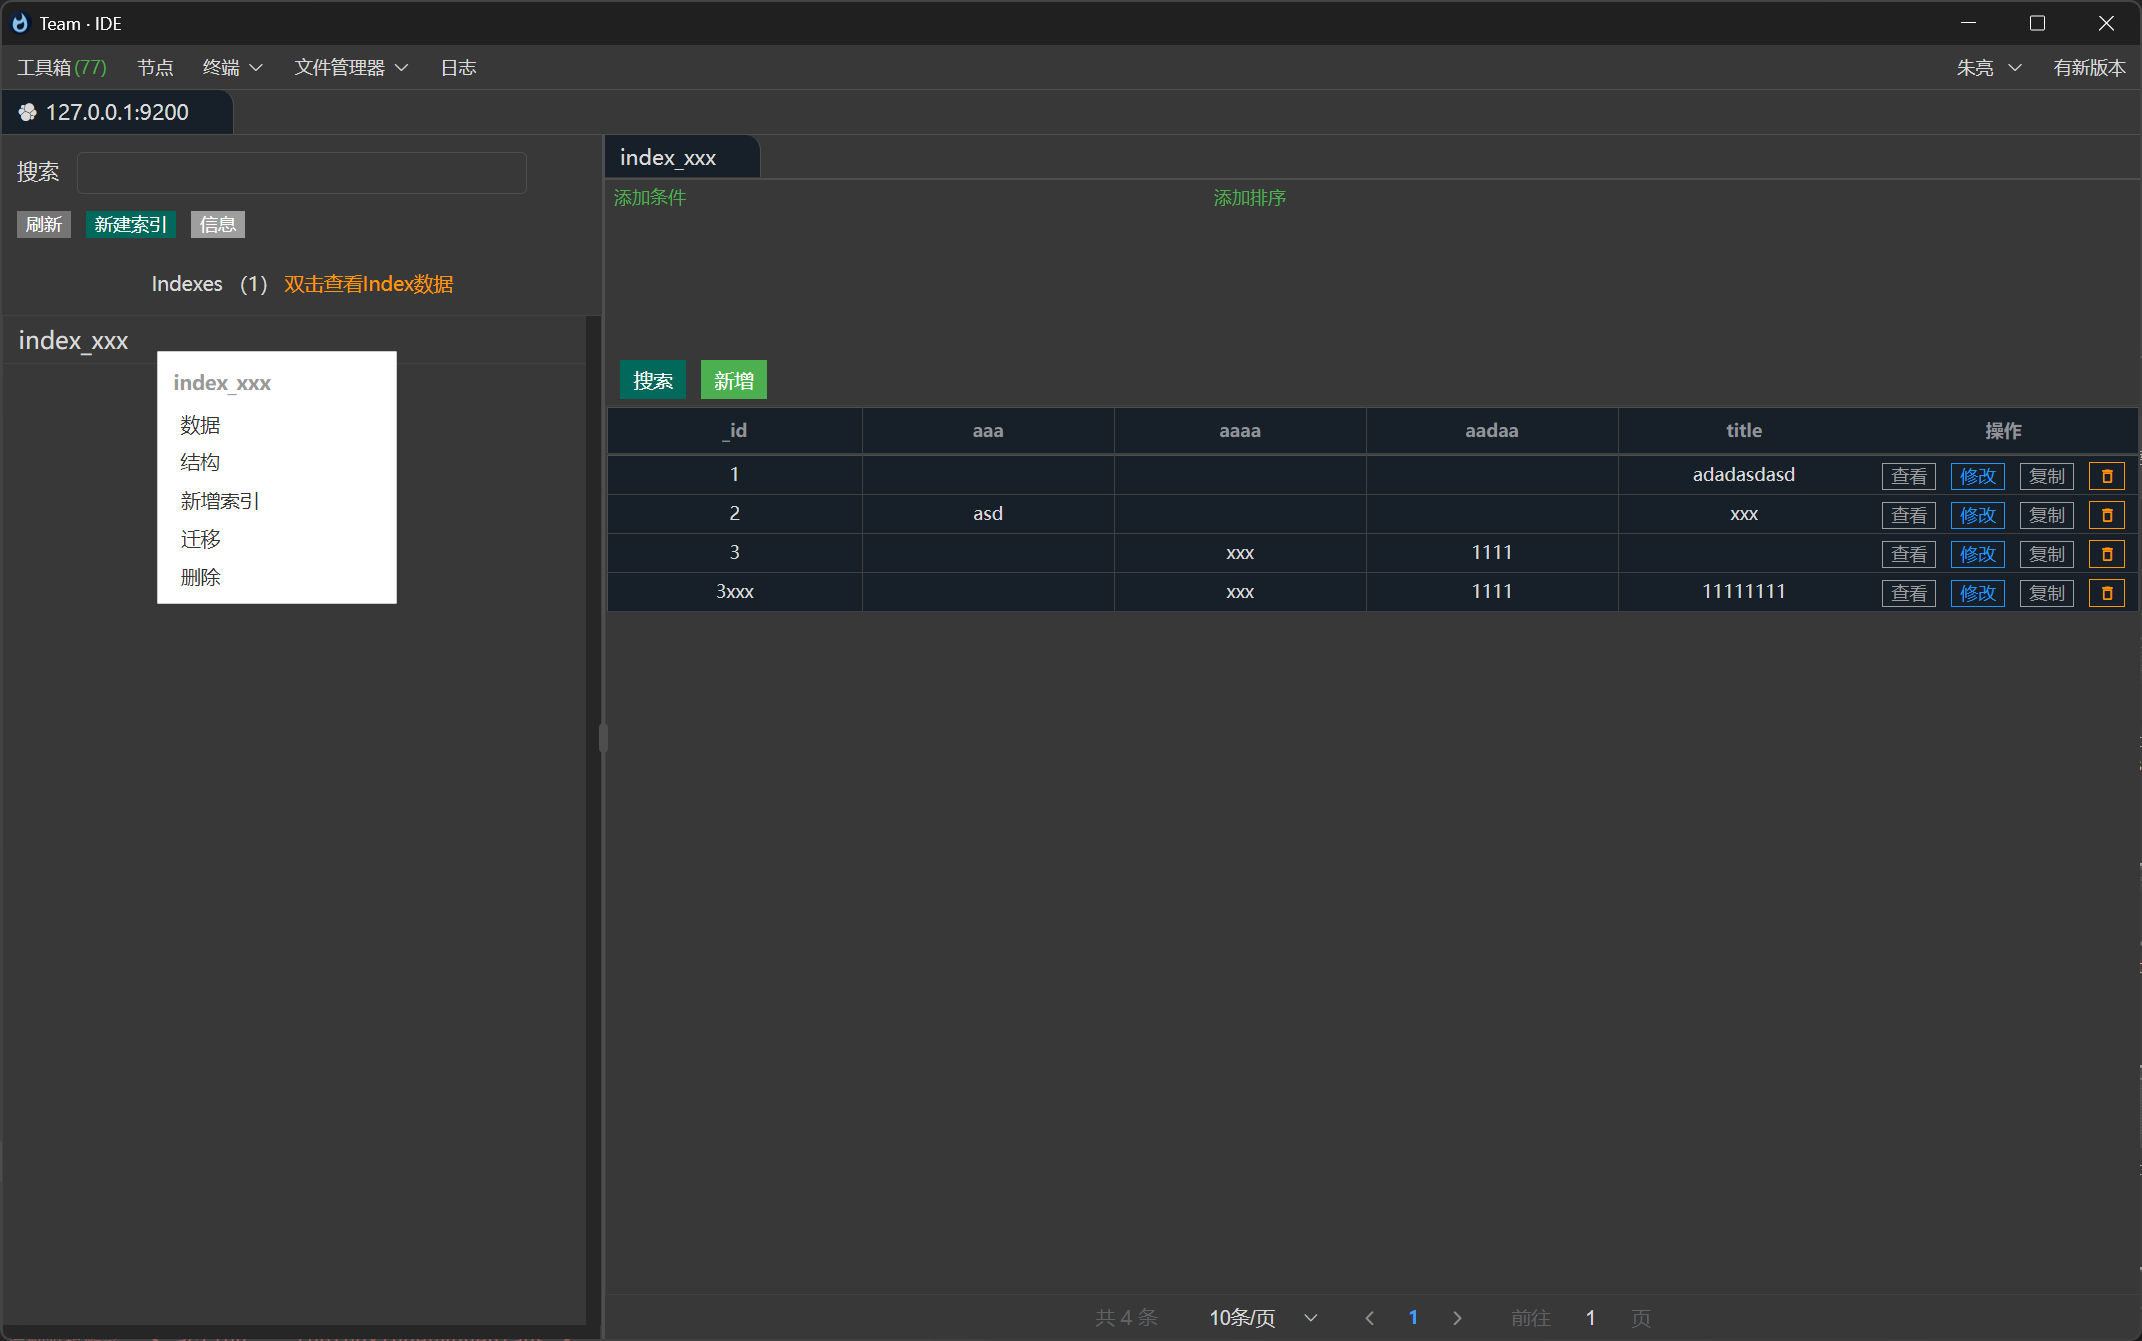 Team · IDE
工具箱(77) 节点 终端 文件管理器 日志 朱亮 有新版本
127.0.0.1:9200
搜索
刷新 新建索引 信息
Indexes (1) 双击查看Index数据
index_xxx
index_xxx
数据
结构
新增索引
迁移
删除
index_xxx
添加条件 添加排序
搜索 新增
_id aaa aaaa aadaa title 操作
1 adadasdasd 查看 修改 复制
2 asd xxx 查看 修改 复制
3 xxx 1111 查看 修改 复制
3xxx xxx 1111 11111111 查看 修改 复制
共 4 条 10条/页 1 前往 1 页